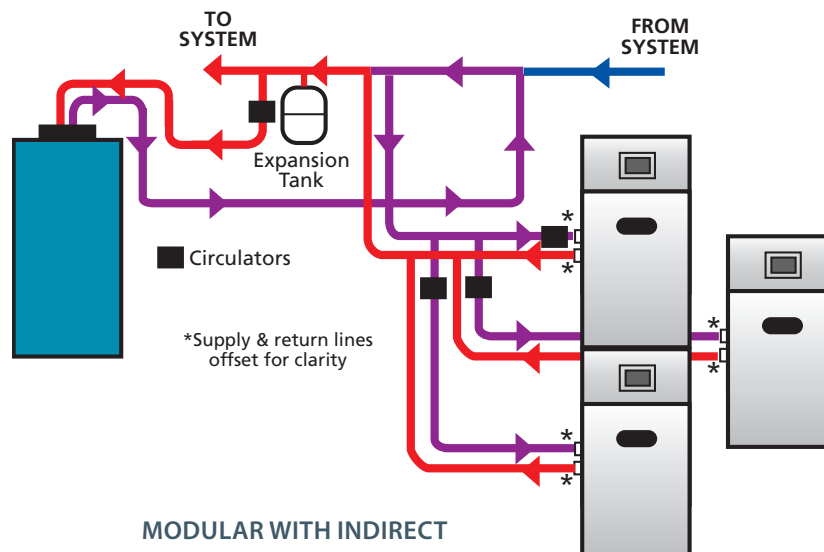 TO
SYSTEM
FROM
SYSTEM
Expansion
Tank
*
Circulators
*
*Supply & return lines
offset for clarity
*
*
*
*
MODULAR WITH INDIRECT